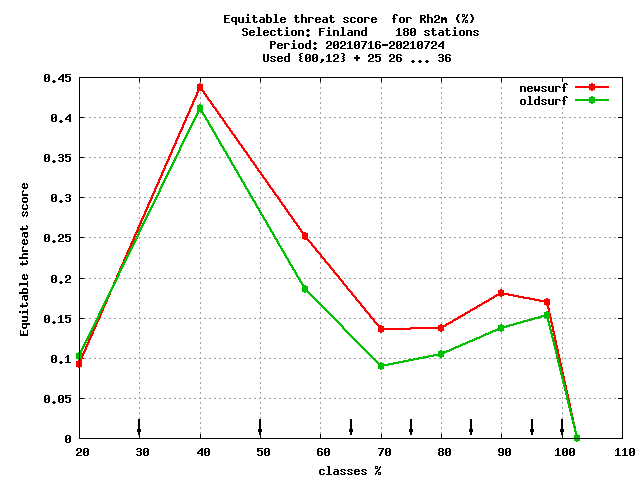 Equitable threat score  for Rh2m (%)
Selection: Finland    180 stations
Period: 20210716-20210724
Used {00,12} + 25 26 ... 36
newsurf
oldsurf
Equitable threat score
0.45
0.4
0.35
0.3
0.25
0.2
0.15
0.1
0.05
0
20 30 40 50 60 70 80 90 100 110
classes %